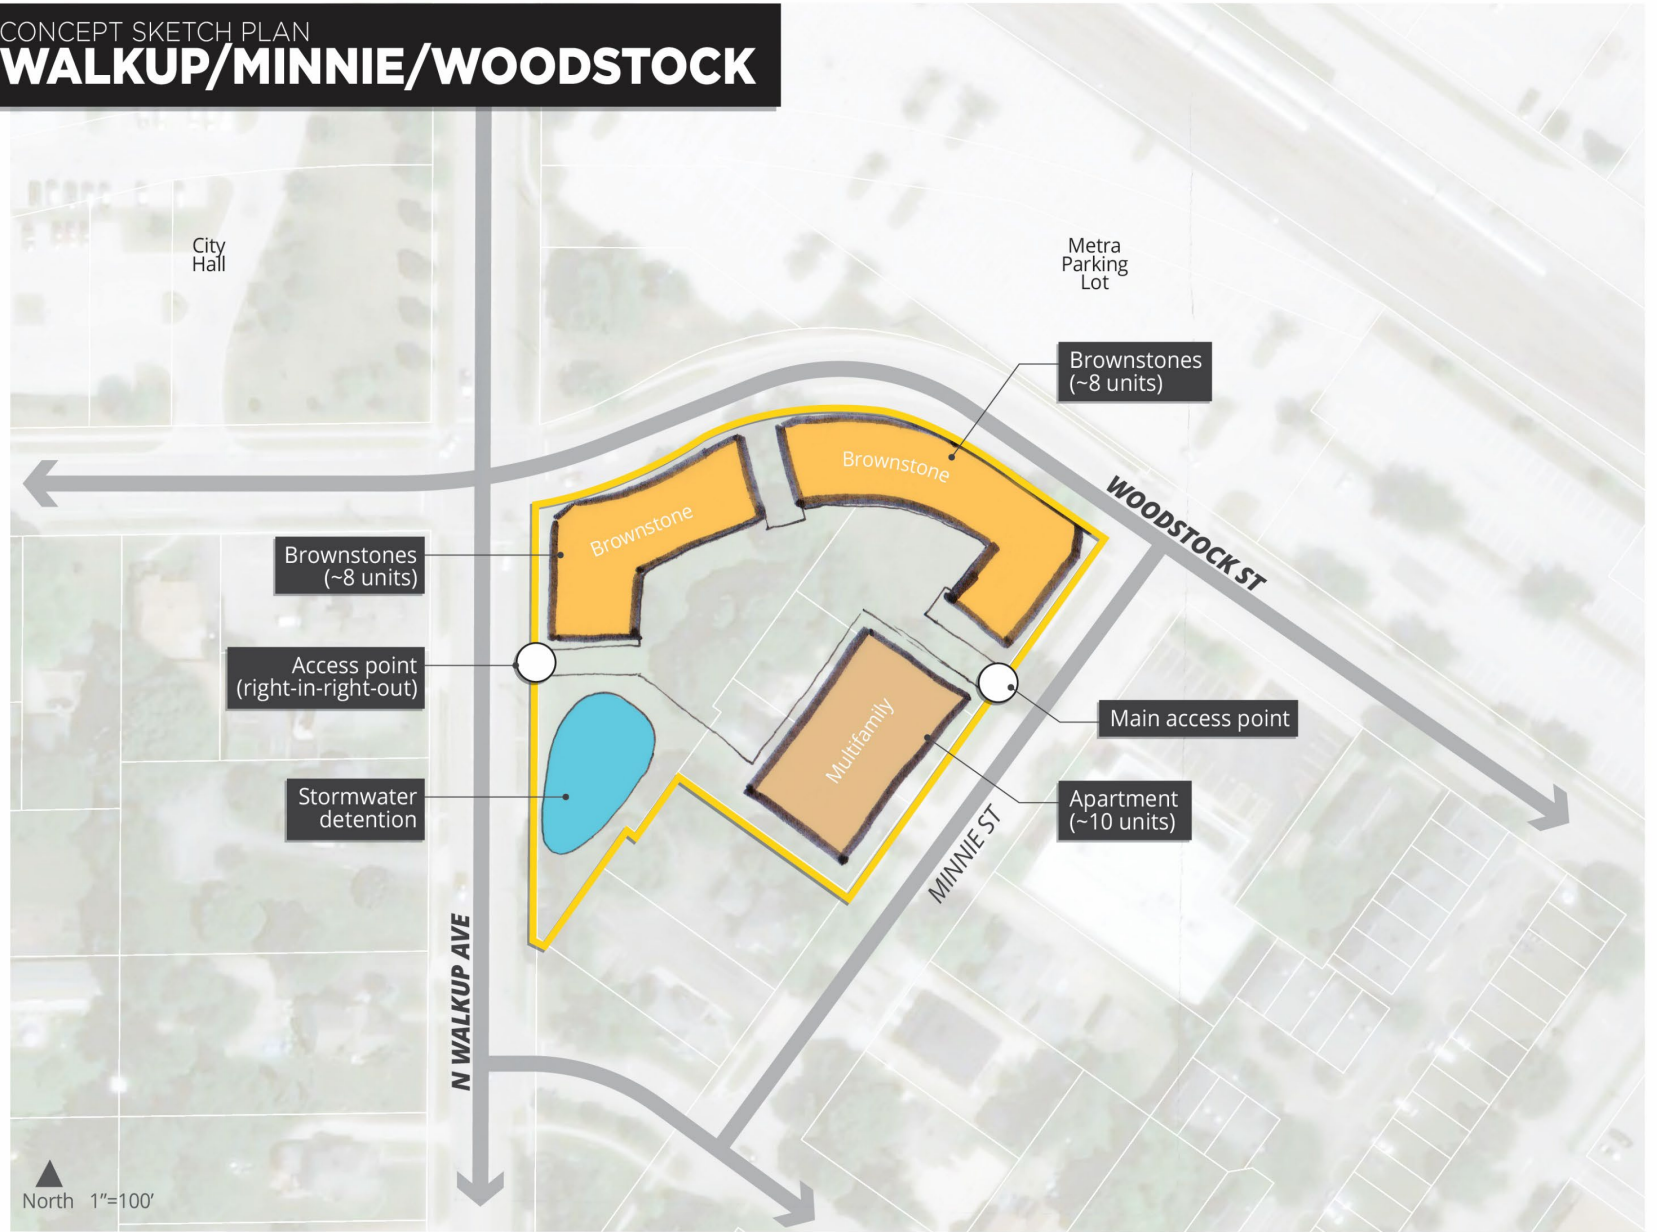 CONCEPT SKETCH PLAN
WALKUP/MINNIE/WOODSTOCK
City
Hall
Metra
Parking
Lot
Brownstones
(~8 units)
Brownstone
WOODSTOCK ST
Brownstone
Brownstones
(~8 units)
Access point
(right-in-right-out)
Main access point
Multifamily
Stormwater
detention
Apartment
(~10 units)
MINNIE ST
N WALKUP AVE
North 1"=100'